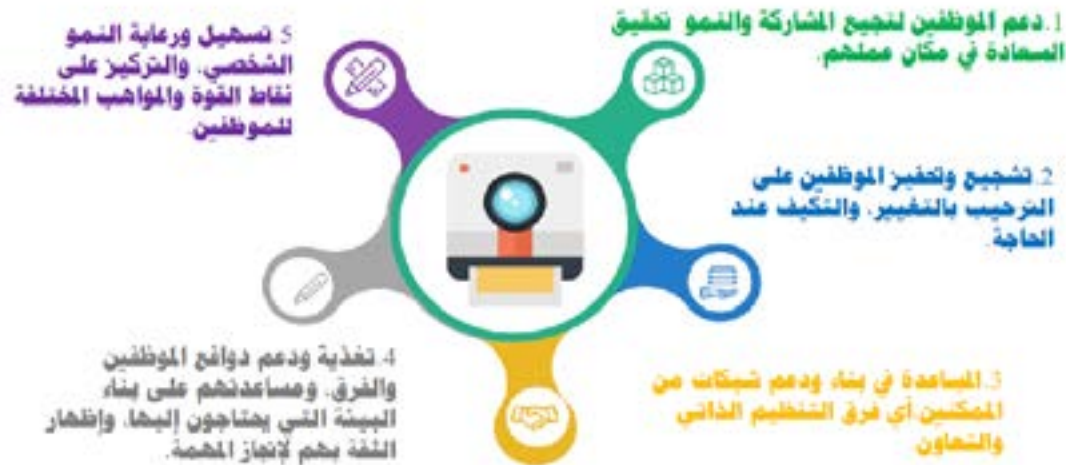 1. دعم الموظفين لتجيع المشاركة والنمو تحقيق
السعادة في مكان عملهم.
2. تشجيع وتحفيز الموظفين على
الترحيب بالتغيير، والتكيف عند
الحاجة.
3. المساعدة في بناء ودعم شبكات من
الممكنين.أي فرق التنظيم الذاتي
والتعاون
4. تغذية ودعم دوافع الموظفين
والفرق، ومساعدتهم على بناء
البيئة التي يحتاجون إليها، وإظهار
الثقة بهم لإنجاز المهمة.
5 تسهيل ورعاية النمو
الشخصي، والتركيز على
نقاط القوة والمواهب المختلفة
للموظفين.